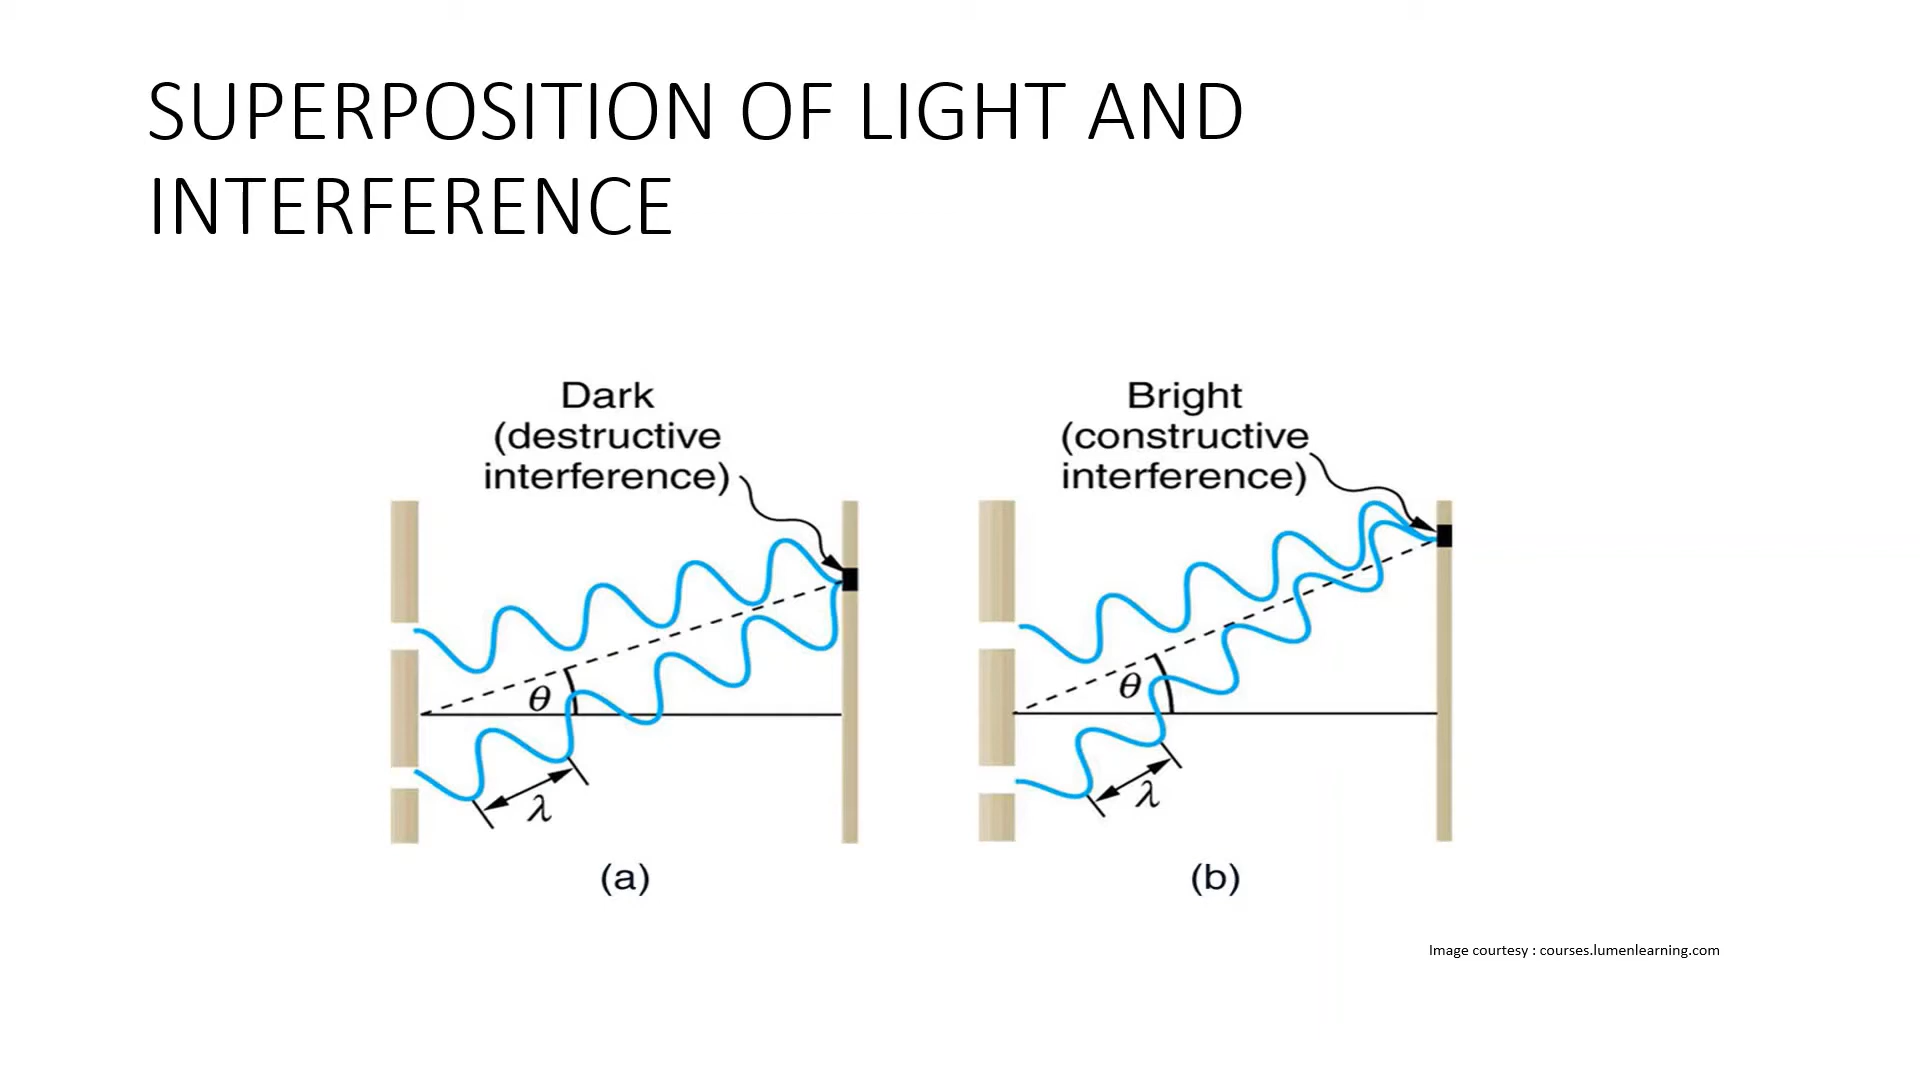 SUPERPOSITION OF LIGHT AND
INTERFERENCE
Dark
(destructive
interference)
θ
λ
(a)
Bright
(constructive
interference)
θ
λ
(b)
Image courtesy : courses.lumenlearning.com